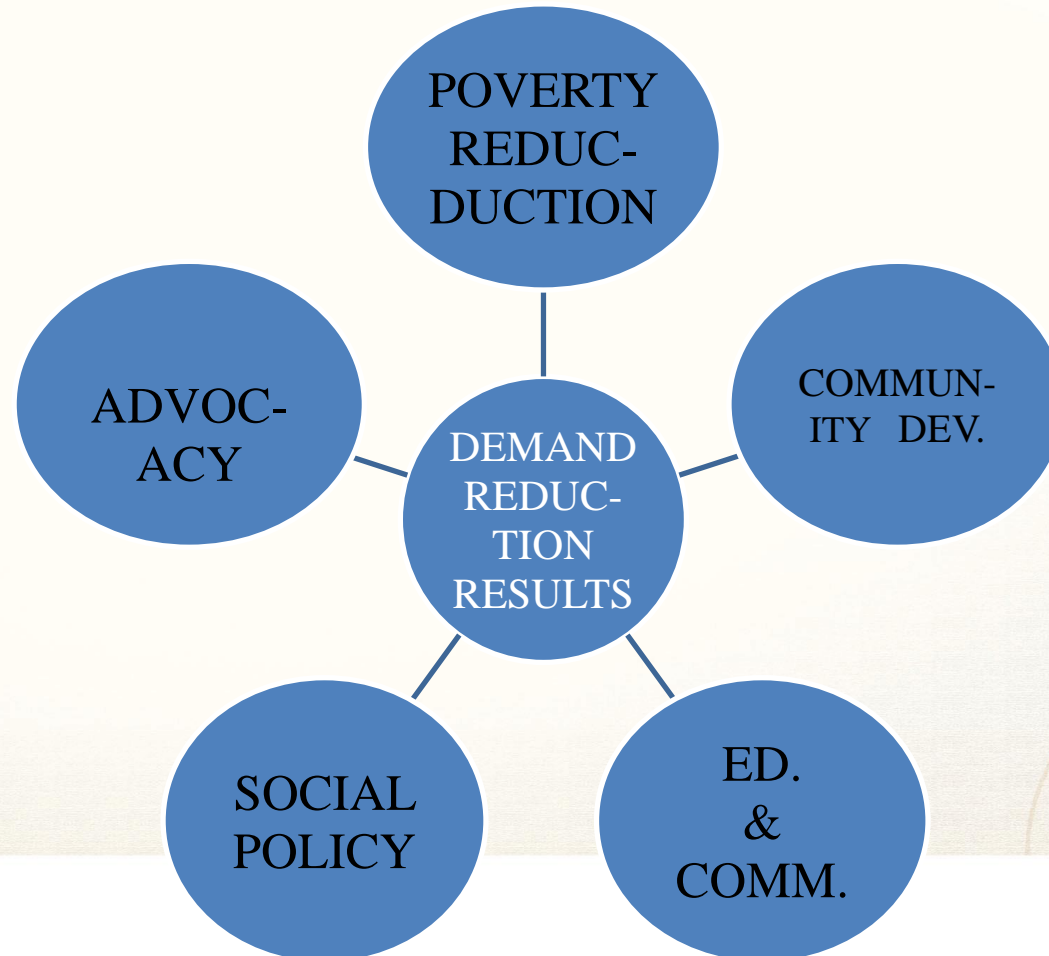 POVERTY
REDUC-
DUCTION
ADVOC-
ACY
COMMUN-
ITY DEV.
DEMAND
REDUC-
TION
RESULTS
SOCIAL
POLICY
ED.
&
COMM.